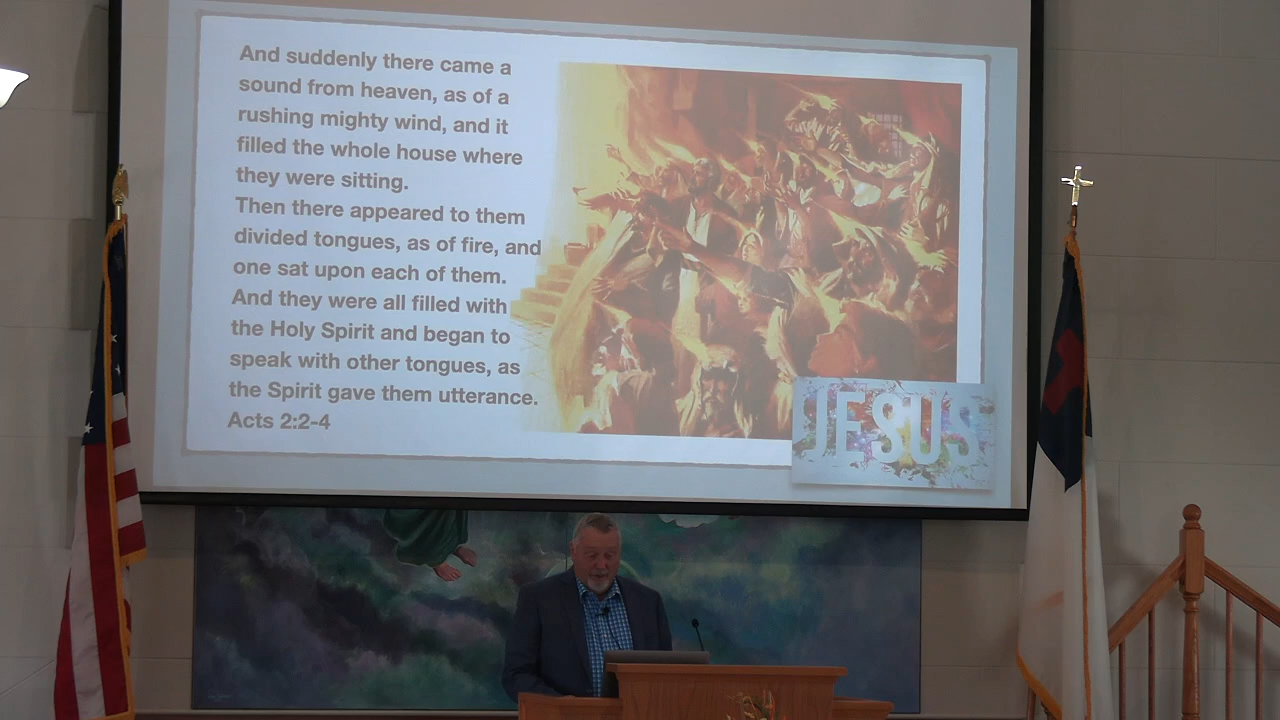 And suddenly there came a
sound from heaven, as of a
rushing mighty wind, and it
filled the whole house where
they were sitting.
Then there appeared to them
divided tongues, as of fire, and
one sat upon each of them.
And they were all filled with
the Holy Spirit and began to
speak with other tongues, as
the Spirit gave them utterance.
Acts 2:2-4
JESUS